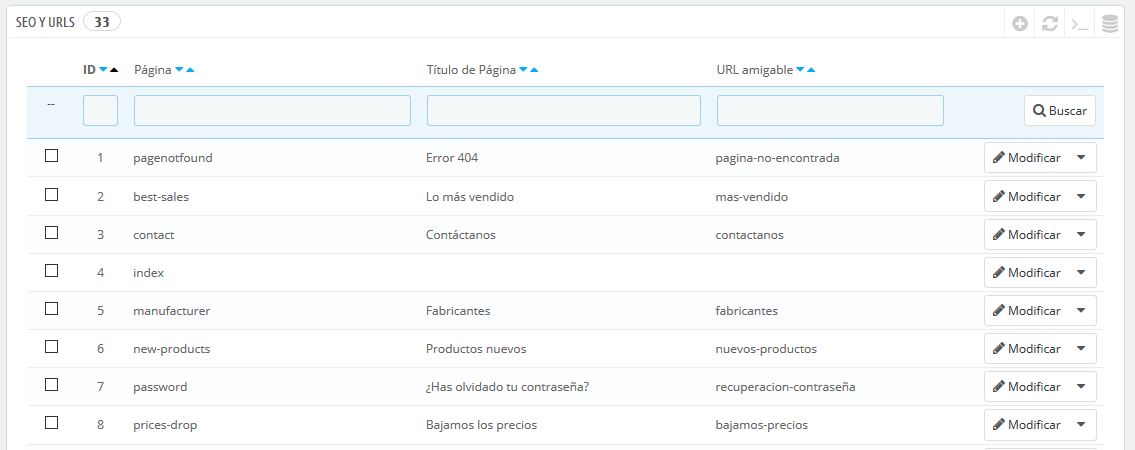 SEO Y URLS 33
ID Página Título de Página URL amigable
-- Buscar
1 pagenotfound Error 404 pagina-no-encontrada Modificar
2 best-sales Lo más vendido mas-vendido Modificar
3 contact Contáctanos contactanos Modificar
4 index Modificar
5 manufacturer Fabricantes fabricantes Modificar
6 new-products Productos nuevos nuevos-productos Modificar
7 password ¿Has olvidado tu contraseña? recuperacion-contraseña Modificar
8 prices-drop Bajamos los precios bajamos-precios Modificar